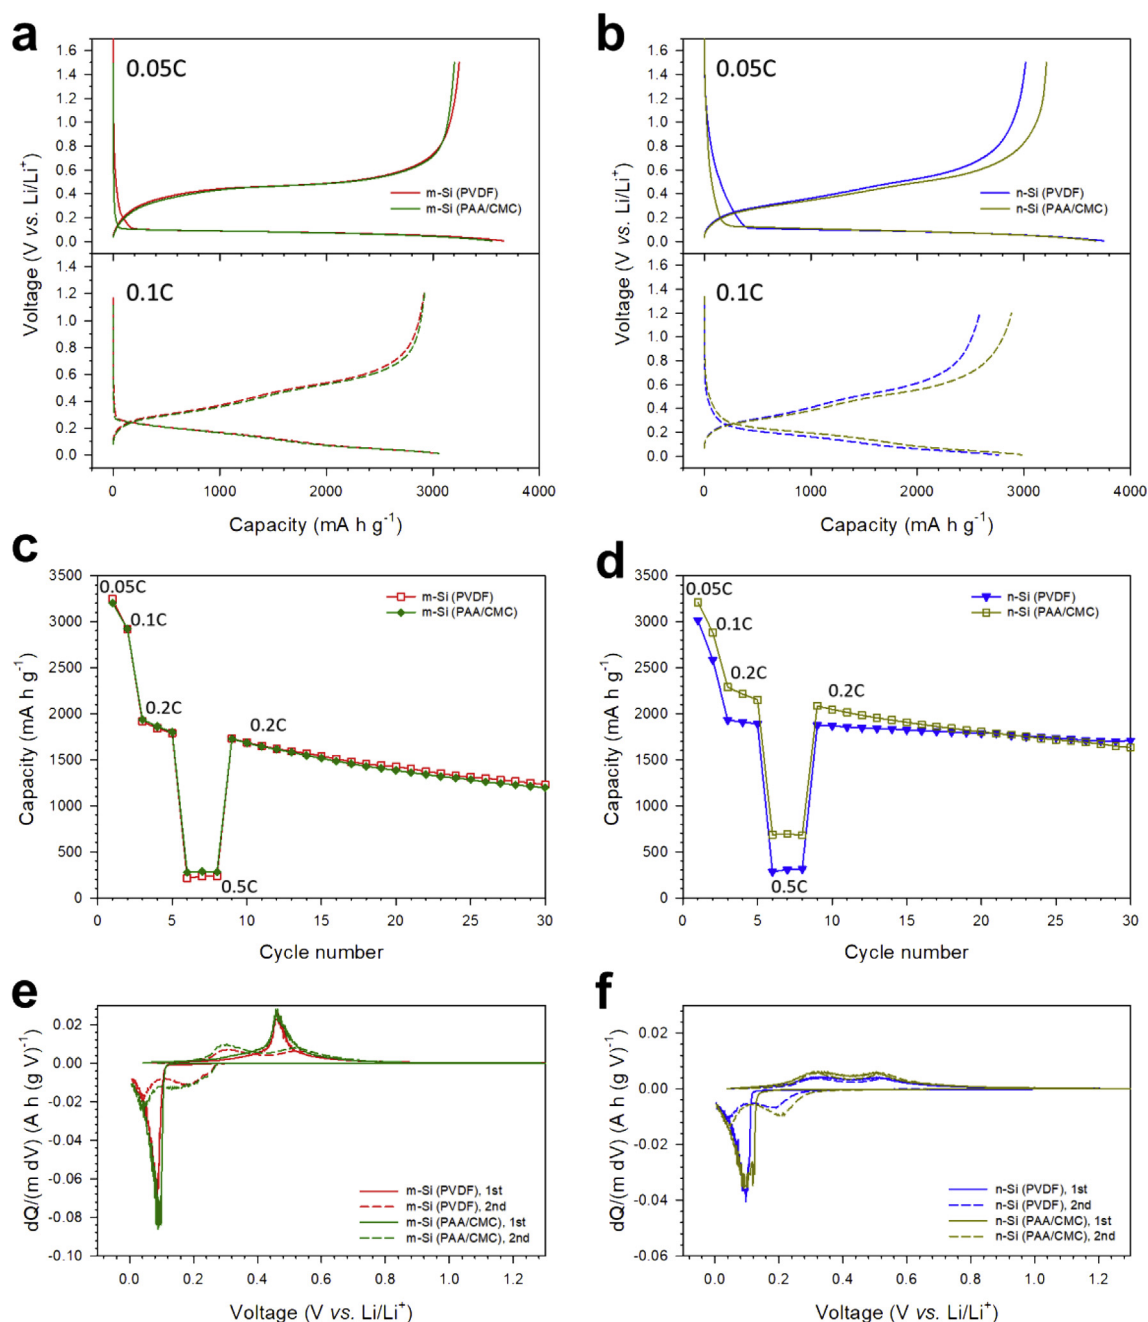 a
1.6
1.4
1.2
1.0
0.8
0.6
0.4
0.2
0.0
0.05C
m-Si (PVDF)
m-Si (PAA/CMC)
1.4
1.2
1.0
0.8
0.6
0.4
0.2
0.0
0.1C
Voltage (V vs. Li/Li⁺)
0 1000 2000 3000 4000
Capacity (mA h g⁻¹)
b
1.6
1.4
1.2
1.0
0.8
0.6
0.4
0.2
0.0
0.05C
n-Si (PVDF)
n-Si (PAA/CMC)
1.4
1.2
1.0
0.8
0.6
0.4
0.2
0.0
0.1C
Voltage (V vs. Li/Li⁺)
0 1000 2000 3000 4000
Capacity (mA h g⁻¹)
c
3500
3000
2500
2000
1500
1000
500
0
0.05C
0.1C
0.2C
0.2C
0.5C
m-Si (PVDF)
m-Si (PAA/CMC)
Capacity (mA h g⁻¹)
0 5 10 15 20 25 30
Cycle number
d
3500
3000
2500
2000
1500
1000
500
0
0.05C
0.1C
0.2C
0.2C
0.5C
n-Si (PVDF)
n-Si (PAA/CMC)
Capacity (mA h g⁻¹)
0 5 10 15 20 25 30
Cycle number
e
0.02
0.00
-0.02
-0.04
-0.06
-0.08
-0.10
m-Si (PVDF), 1st
m-Si (PVDF), 2nd
m-Si (PAA/CMC), 1st
m-Si (PAA/CMC), 2nd
dQ/(m dV) (A h (g V)⁻¹)
0.0 0.2 0.4 0.6 0.8 1.0 1.2
Voltage (V vs. Li/Li⁺)
f
0.02
0.00
-0.02
-0.04
-0.06
n-Si (PVDF), 1st
n-Si (PVDF), 2nd
n-Si (PAA/CMC), 1st
n-Si (PAA/CMC), 2nd
dQ/(m dV) (A h (g V)⁻¹)
0.0 0.2 0.4 0.6 0.8 1.0 1.2
Voltage (V vs. Li/Li⁺)